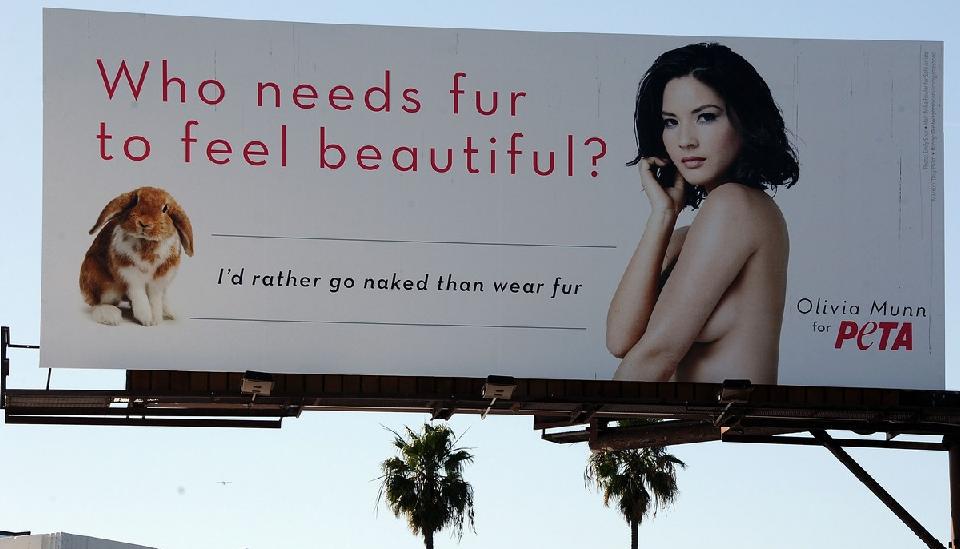 Who needs fur
to feel beautiful?
I'd rather go naked than wear fur
Olivia Munn
for PETA